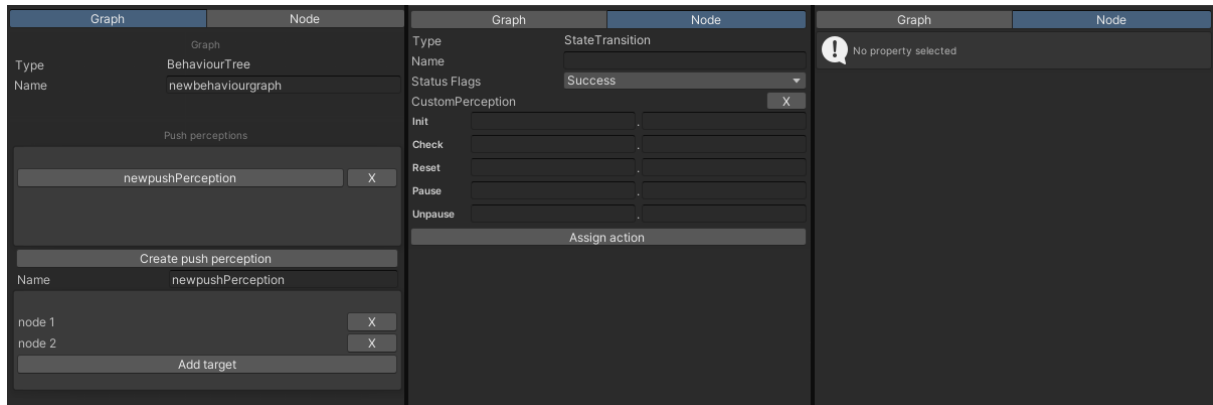 Graph Node
Graph
Type BehaviourTree
Name newbehaviourgraph
Push perceptions
newpushPerception X
Create push perception
Name newpushPerception
node 1 X
node 2 X
Add target
Graph Node
Type StateTransition
Name
Status Flags Success
CustomPerception X
Init .
Check .
Reset .
Pause .
Unpause .
Assign action
Graph Node
! No property selected